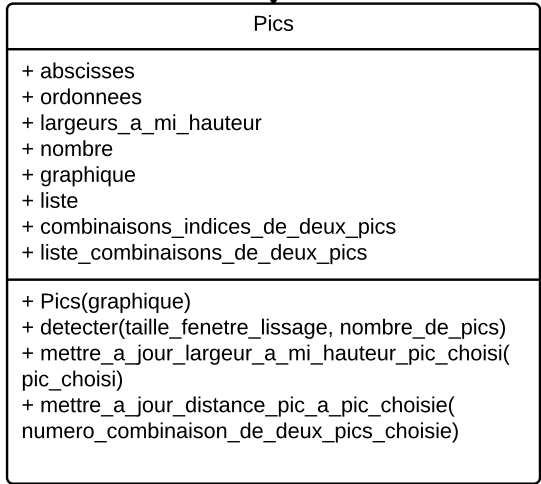 Pics
+ abscisses
+ ordonnees
+ largeurs_a_mi_hauteur
+ nombre
+ graphique
+ liste
+ combinaisons_indices_de_deux_pics
+ liste_combinaisons_de_deux_pics
+ Pics(graphique)
+ detecter(taille_fenetre_lissage, nombre_de_pics)
+ mettre_a_jour_largeur_a_mi_hauteur_pic_choisi(
pic_choisi)
+ mettre_a_jour_distance_pic_a_pic_choisie(
numero_combinaison_de_deux_pics_choisie)